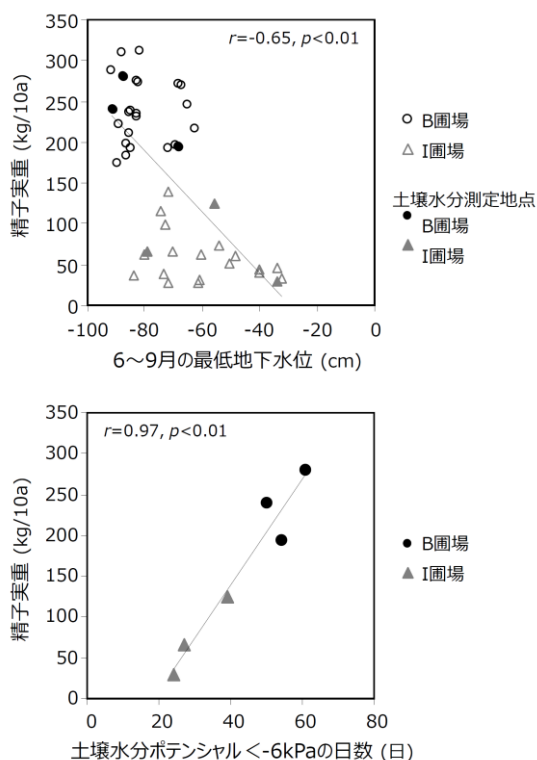 r=-0.65, p<0.01
精子実重 (kg/10a)
350
300
250
200
150
100
50
0
-100 -80 -60 -40 -20 0
6～9月の最低地下水位 (cm)
B圃場
I圃場
土壌水分測定地点
B圃場
I圃場
r=0.97, p<0.01
精子実重 (kg/10a)
350
300
250
200
150
100
50
0
0 20 40 60 80
土壌水分ポテンシャル<-6kPaの日数 (日)
B圃場
I圃場